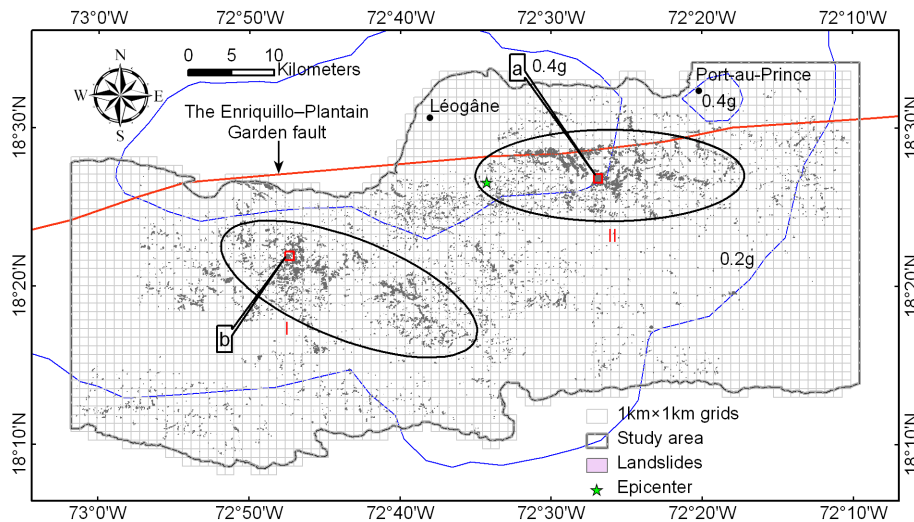 73°0'N 72°50'N 72°40'N 72°30'N 72°20'N 72°10'N
N
W E
S
0 5 10
Kilometers
a
0.4g
Port-au-Prince
0.4g
Léogâne
The Enriquillo–Plantain
Garden fault
18°30'N
18°30'N
II
0.2g
18°20'N
18°20'N
I
b
18°10'N
18°10'N
1km×1km grids
Study area
Landslides
Epicenter
73°0'N 72°50'N 72°40'N 72°30'N 72°20'N 72°10'N